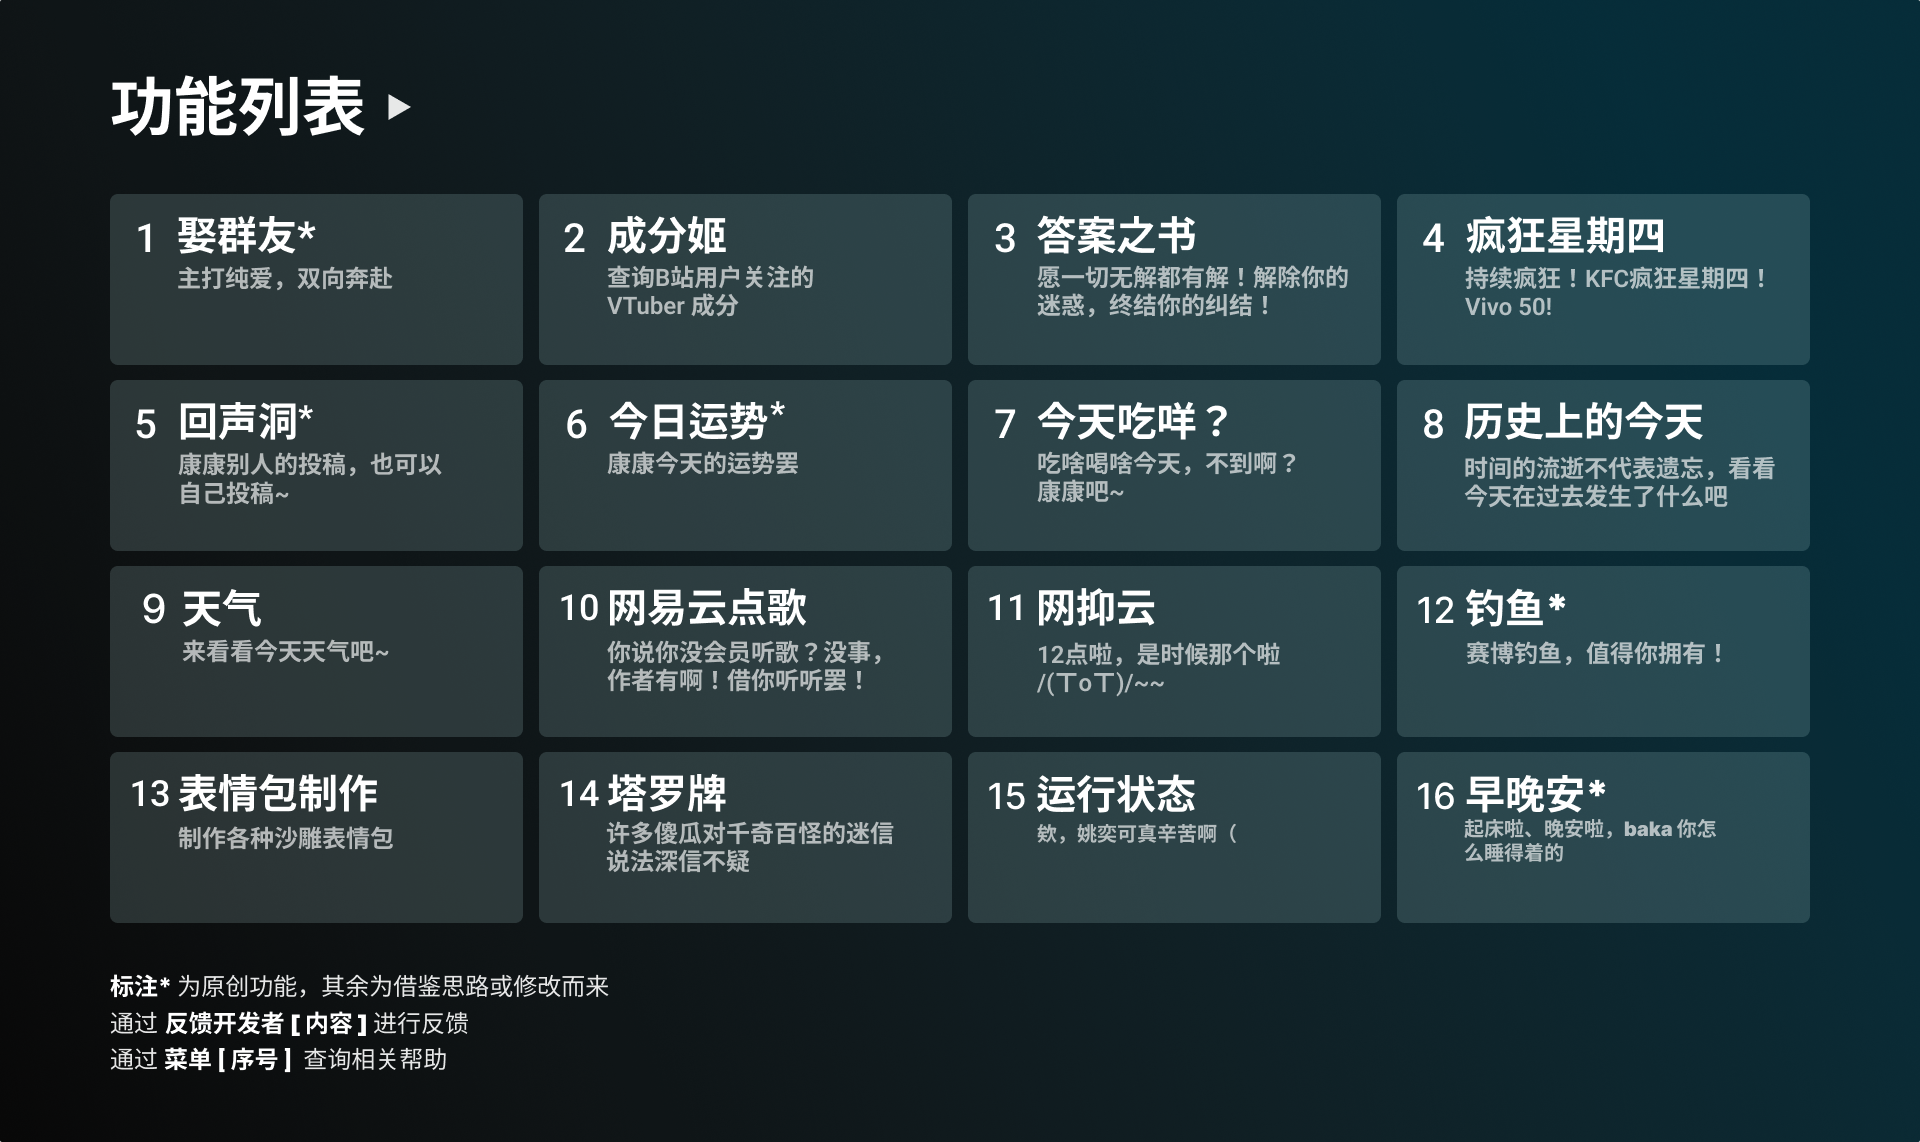 功能列表 ▶
1 娶群友*
主打纯爱，双向奔赴
2 成分姬
查询B站用户关注的
VTuber 成分
3 答案之书
愿一切无解都有解！解除你的
迷惑，终结你的纠结！
4 疯狂星期四
持续疯狂！KFC疯狂星期四！
Vivo 50!
5 回声洞*
康康别人的投稿，也可以
自己投稿~
6 今日运势*
康康今天的运势罢
7 今天吃咩？
吃啥喝啥今天，不到啊？
康康吧~
8 历史上的今天
时间的流逝不代表遗忘，看看
今天在过去发生了什么吧
9 天气
来看看今天天气吧~
10 网易云点歌
你说你没会员听歌？没事，
作者有啊！借你听听罢！
11 网抑云
12点啦，是时候那个啦
/(ToT)/~~
12 钓鱼*
赛博钓鱼，值得你拥有！
13 表情包制作
制作各种沙雕表情包
14 塔罗牌
许多傻瓜对千奇百怪的迷信
说法深信不疑
15 运行状态
欸，姚奕可真辛苦啊（
16 早晚安*
起床啦、晚安啦，baka 你怎
么睡得着的
标注* 为原创功能，其余为借鉴思路或修改而来
通过 反馈开发者 [ 内容 ] 进行反馈
通过 菜单 [ 序号 ] 查询相关帮助